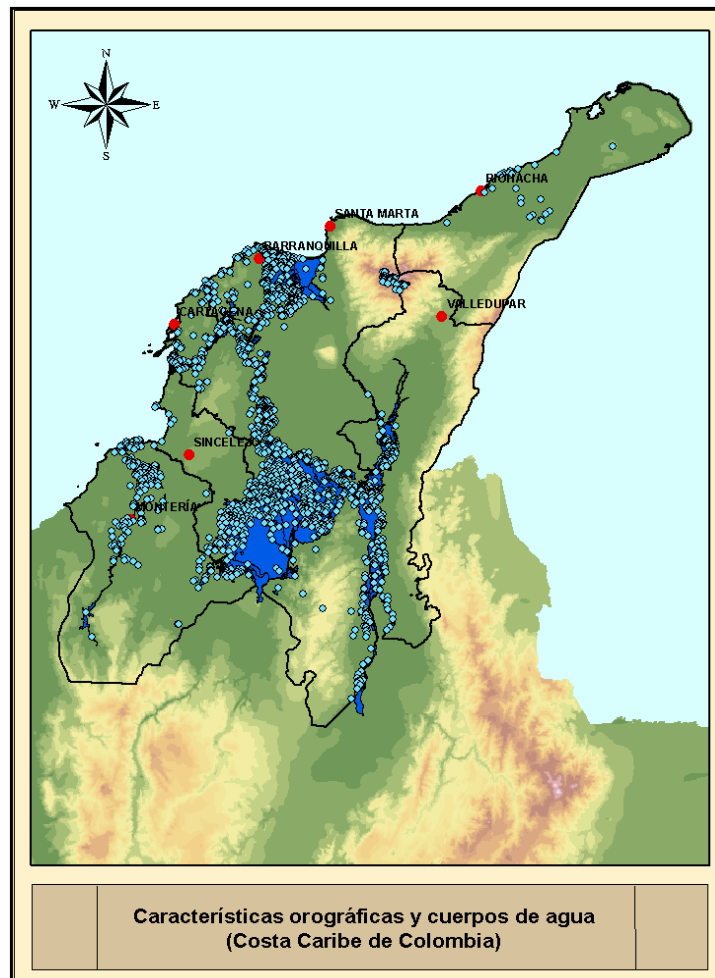 N
W E
S
RIOHACHA
SANTA MARTA
BARRANQUILLA
VALLEDUPAR
CARTAGENA
SINCELEJO
MONTERÍA
Características orográficas y cuerpos de agua
(Costa Caribe de Colombia)